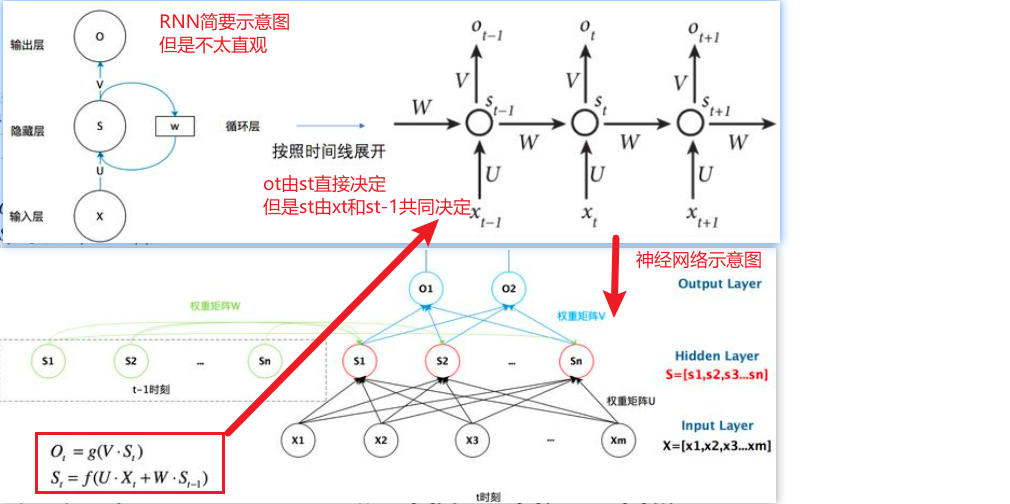 RNN简要示意图
但是不太直观
输出层
隐藏层
输入层
O
V
S
W
U
X
循环层
按照时间线展开
ot由st直接决定
但是st由xt和st-1共同决定
o_{t-1} o_t o_{t+1}
V V V
W s_{t-1} s_t s_{t+1}
W W W
U U U
x_{t-1} x_t x_{t+1}
神经网络示意图
O1 O2 Output Layer
权重矩阵W
权重矩阵V
S1 S2 ... Sn S1 S2 ... Sn
Hidden Layer
S=[s1,s2,s3...sn]
t-1时刻
权重矩阵U
X1 X2 X3 ... Xm
Input Layer
X=[x1,x2,x3...xm]
O_t = g(V·S_t)
S_t = f(U·X_t + W·S_{t-1})
t时刻